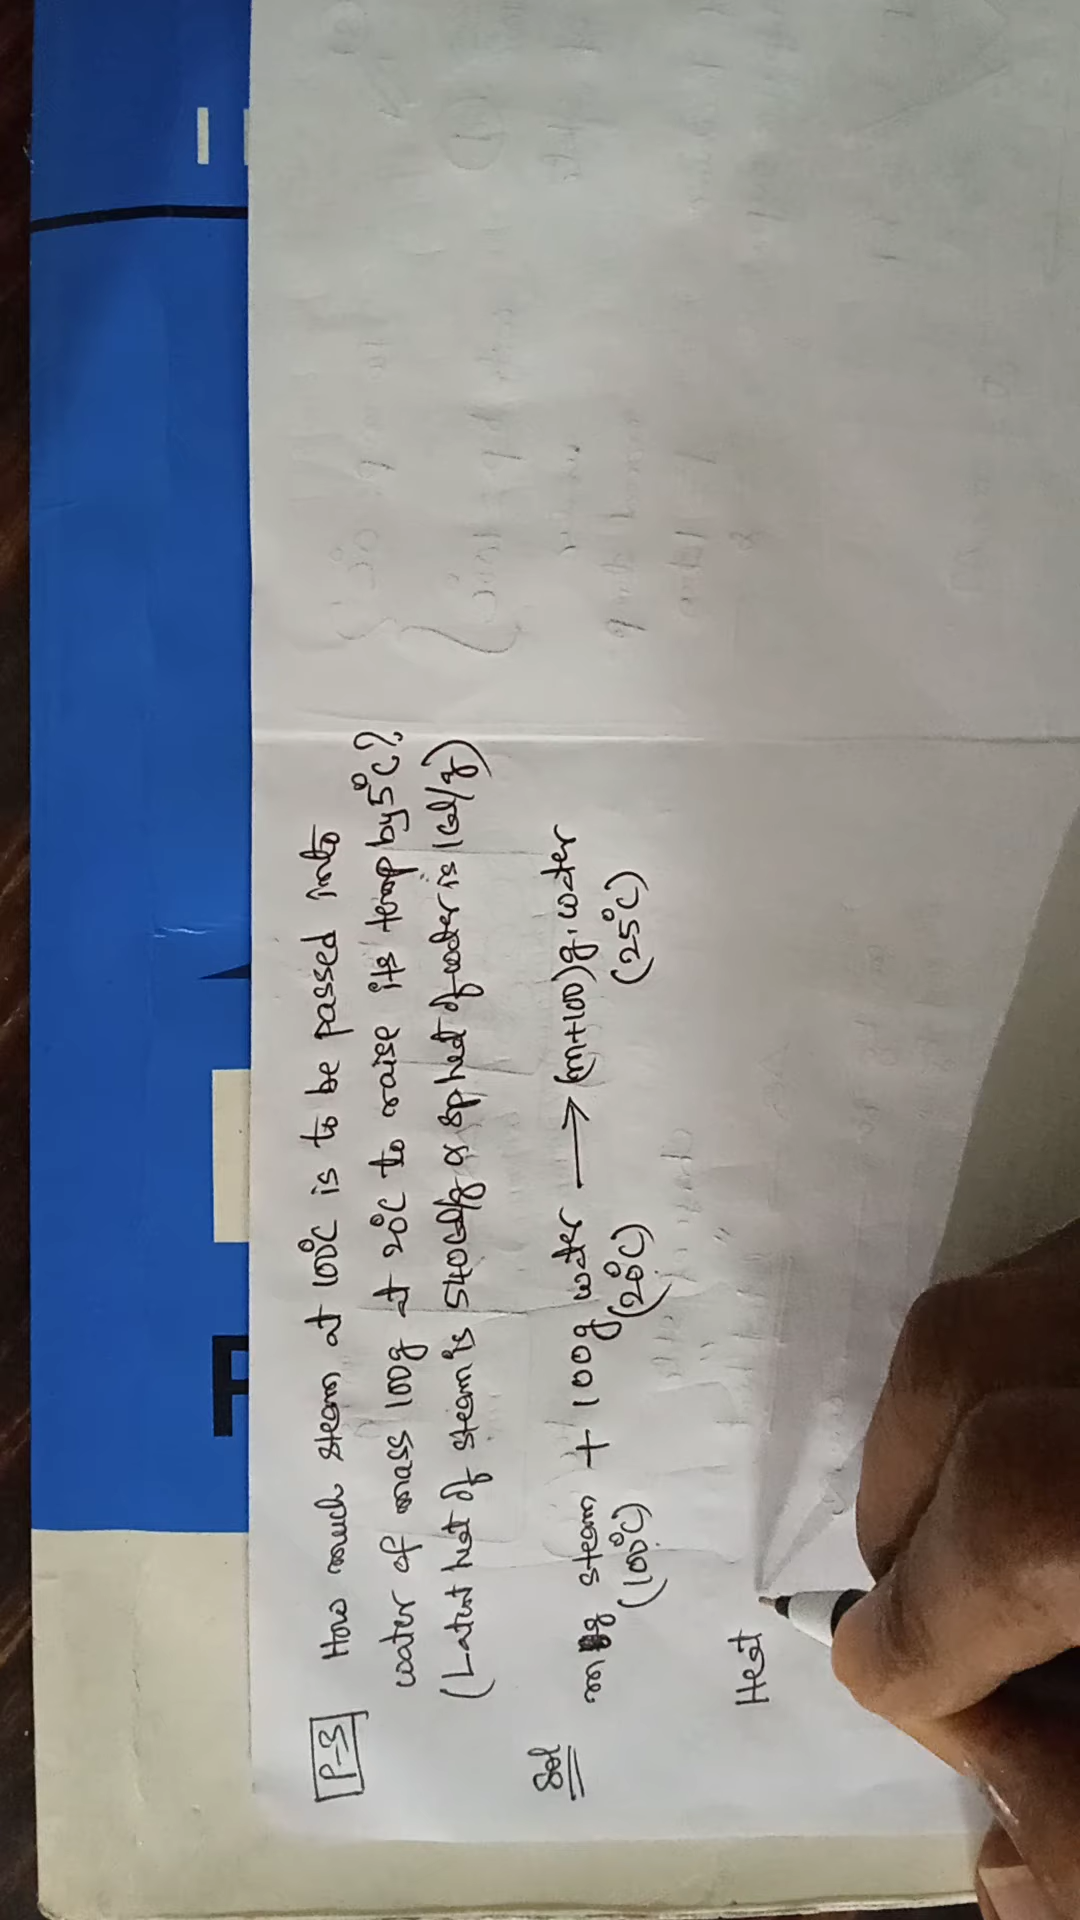 P-3 How much steam at 100°C is to be passed into
water of mass 100g at 20°C to raise its temp by 5°C?
(Latent heat of steam is 540cal/g & sp heat of water is 1cal/g)
Sol m g steam + 100g water → (m+100)g. water
(100°C) (20°C) (25°C)
Heat